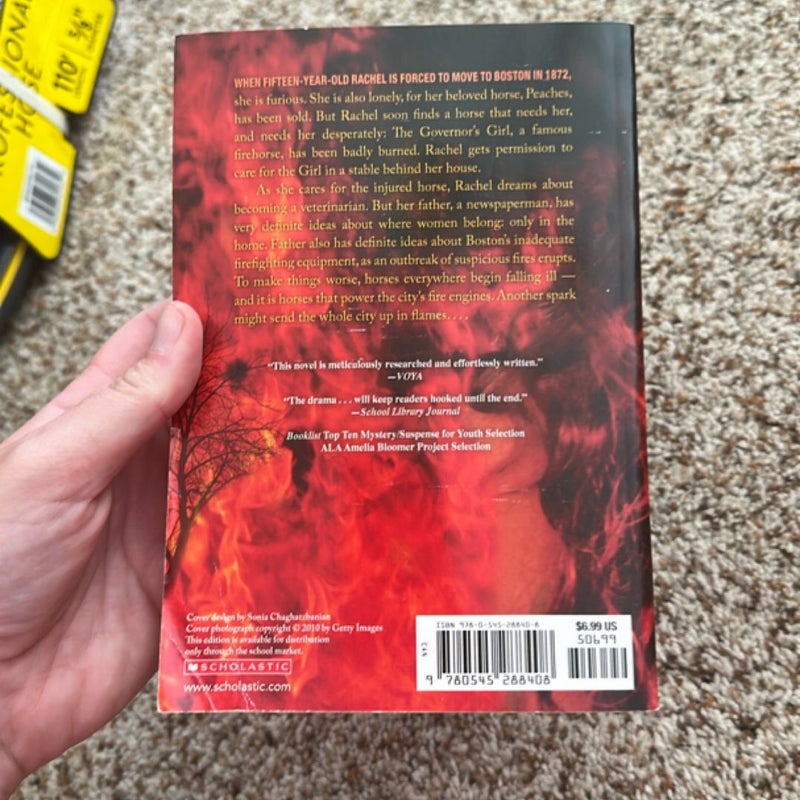 WHEN FIFTEEN-YEAR-OLD RACHEL IS FORCED TO MOVE TO BOSTON IN 1872,
she is furious. She is also lonely, for her beloved horse, Peaches,
has been sold. But Rachel soon finds a horse that needs her,
and needs her desperately: The Governor's Girl, a famous
firehorse, has been badly burned. Rachel gets permission to
care for the Girl in a stable behind her house.
As she cares for the injured horse, Rachel dreams about
becoming a veterinarian. But her father, a newspaperman, has
very definite ideas about where women belong: only in the
home. Father also has definite ideas about Boston's inadequate
firefighting equipment, as an outbreak of suspicious fires erupts.
To make things worse, horses everywhere begin falling ill —
and it is horses that power the city's fire engines. Another spark
might send the whole city up in flames. . . .
“This novel is meticulously researched and effortlessly written.”
—VOYA
“The drama . . . will keep readers hooked until the end.”
—School Library Journal
Booklist Top Ten Mystery/Suspense for Youth Selection
ALA Amelia Bloomer Project Selection
Cover design by Sonia Chaghatzbanian
Cover photograph copyright © 2010 by Getty Images
This edition is available for distribution
only through the school market.
SCHOLASTIC
www.scholastic.com
ISBN 978-0-545-28840-8
$6.99 US
50699
EAN
9 780545 288408
110'
5/8"